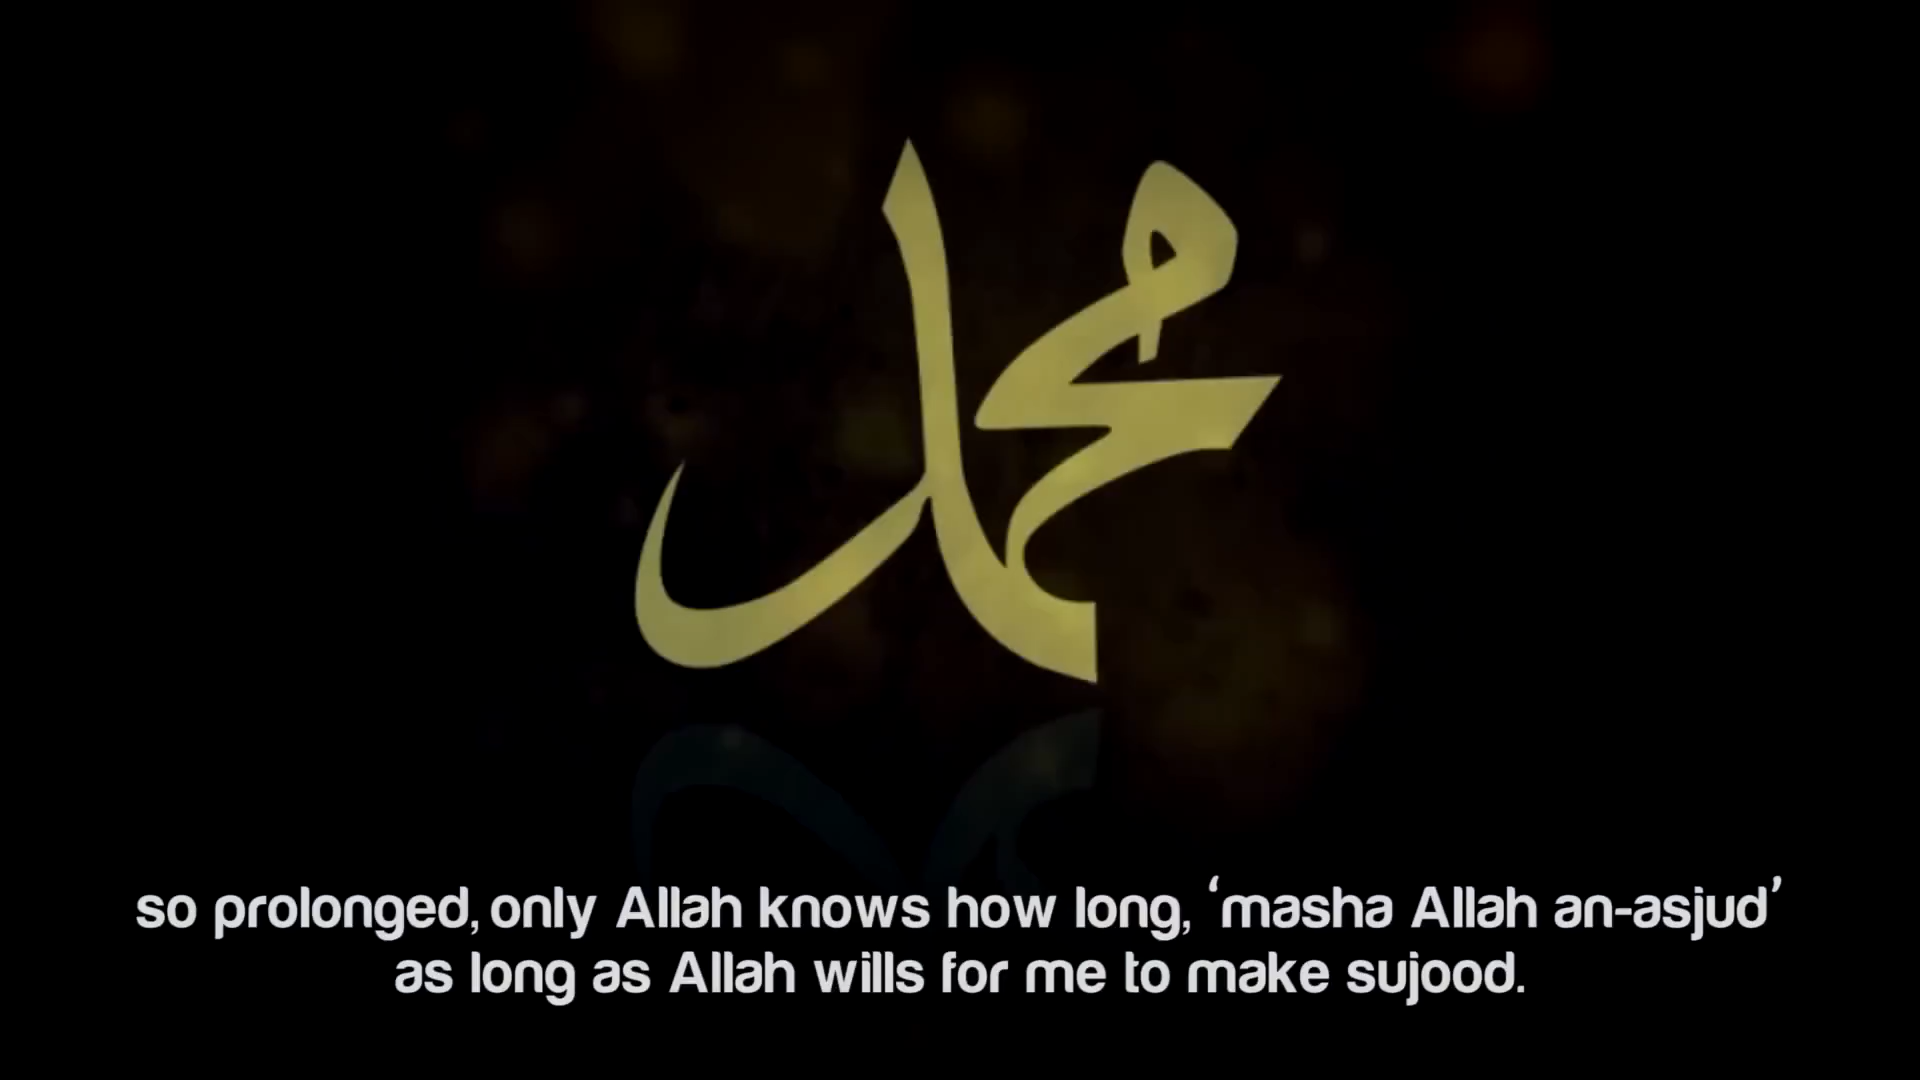 محمد
so prolonged, only Allah knows how long, ‘masha Allah an-asjud’
as long as Allah wills for me to make sujood.